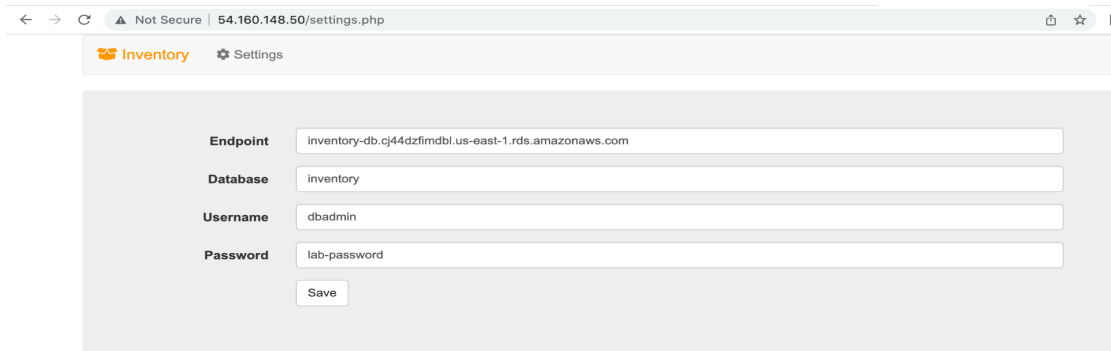 Not Secure | 54.160.148.50/settings.php
Inventory Settings
Endpoint inventory-db.cj44dzfimdbl.us-east-1.rds.amazonaws.com
Database inventory
Username dbadmin
Password lab-password
Save